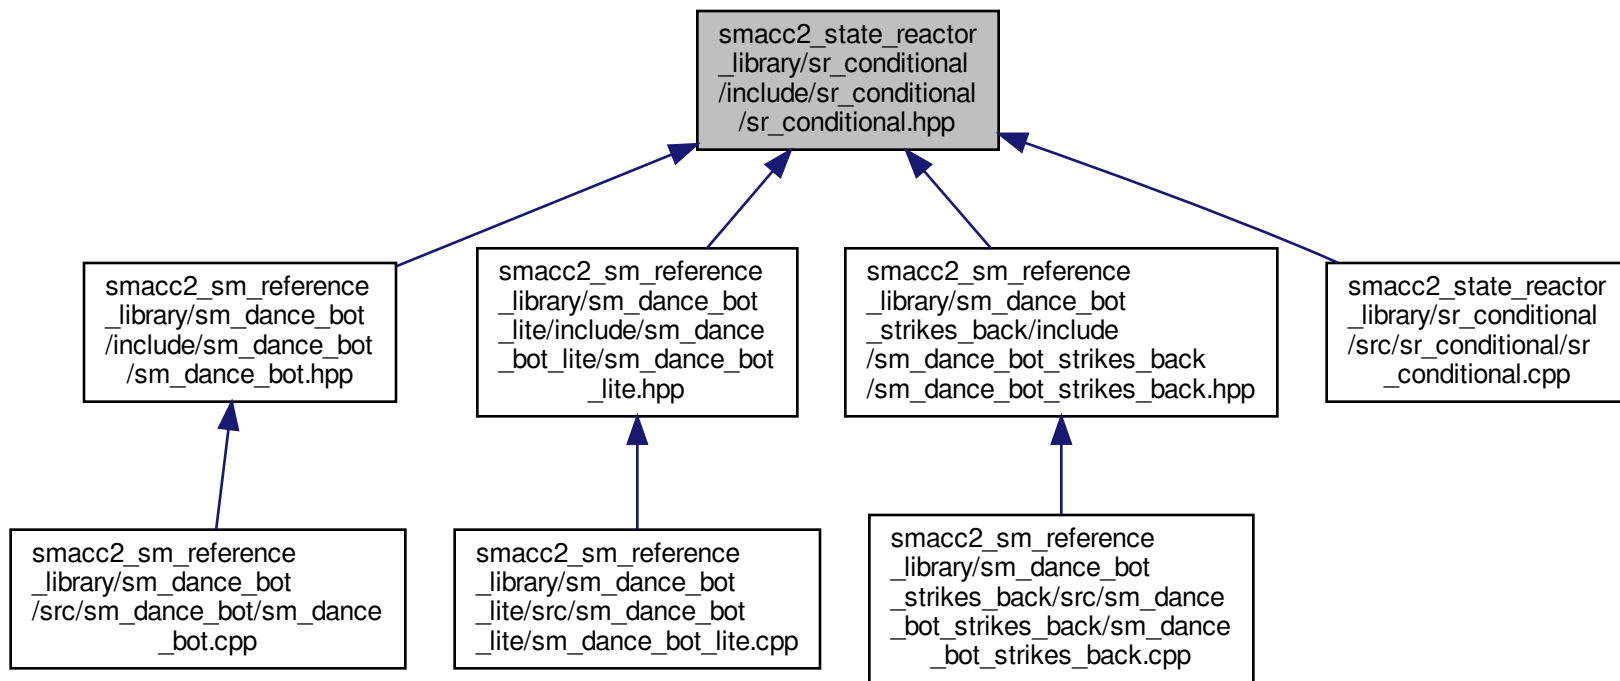 smacc2_state_reactor
_library/sr_conditional
/include/sr_conditional
/sr_conditional.hpp
smacc2_sm_reference
_library/sm_dance_bot
/include/sm_dance_bot
/sm_dance_bot.hpp
smacc2_sm_reference
_library/sm_dance_bot
_lite/include/sm_dance
_bot_lite/sm_dance_bot
_lite.hpp
smacc2_sm_reference
_library/sm_dance_bot
_strikes_back/include
/sm_dance_bot_strikes_back
/sm_dance_bot_strikes_back.hpp
smacc2_state_reactor
_library/sr_conditional
/src/sr_conditional/sr
_conditional.cpp
smacc2_sm_reference
_library/sm_dance_bot
/src/sm_dance_bot/sm_dance
_bot.cpp
smacc2_sm_reference
_library/sm_dance_bot
_lite/src/sm_dance_bot
_lite/sm_dance_bot_lite.cpp
smacc2_sm_reference
_library/sm_dance_bot
_strikes_back/src/sm_dance
_bot_strikes_back/sm_dance
_bot_strikes_back.cpp